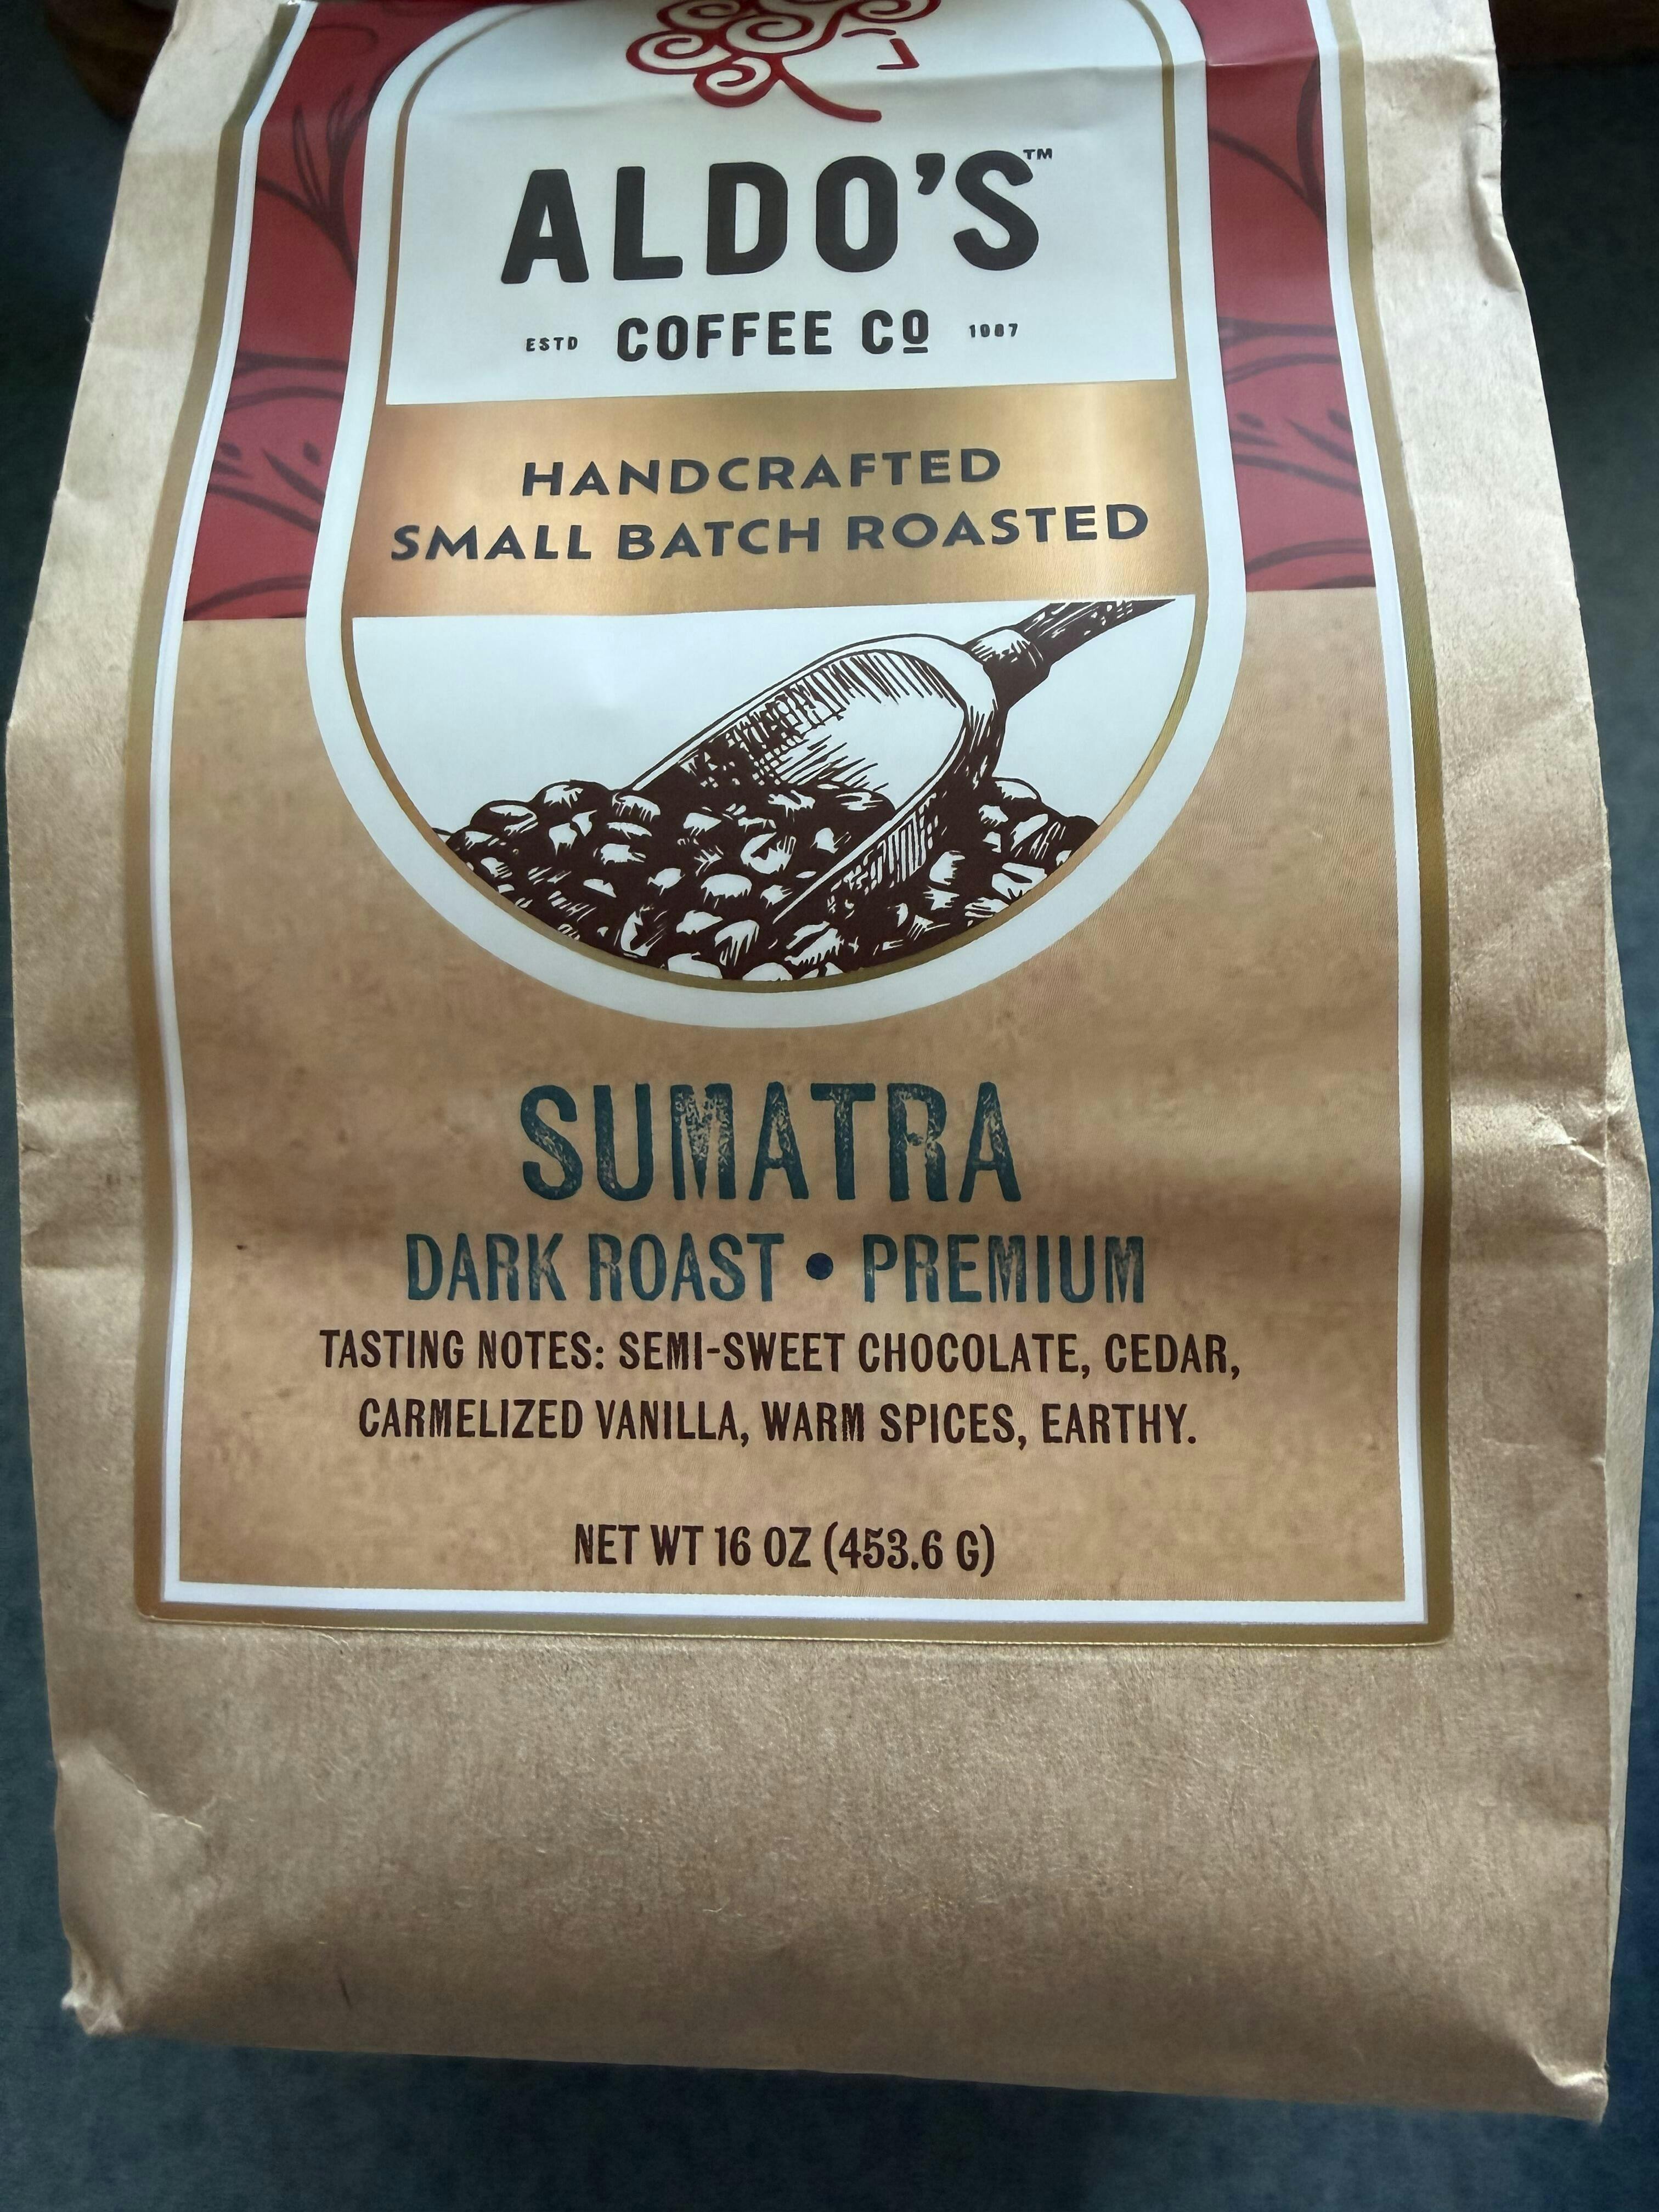 ALDO'S™
ESTD COFFEE Cº 1987
HANDCRAFTED
SMALL BATCH ROASTED
SUMATRA
DARK ROAST • PREMIUM
TASTING NOTES: SEMI-SWEET CHOCOLATE, CEDAR,
CARMELIZED VANILLA, WARM SPICES, EARTHY.
NET WT 16 OZ (453.6 G)